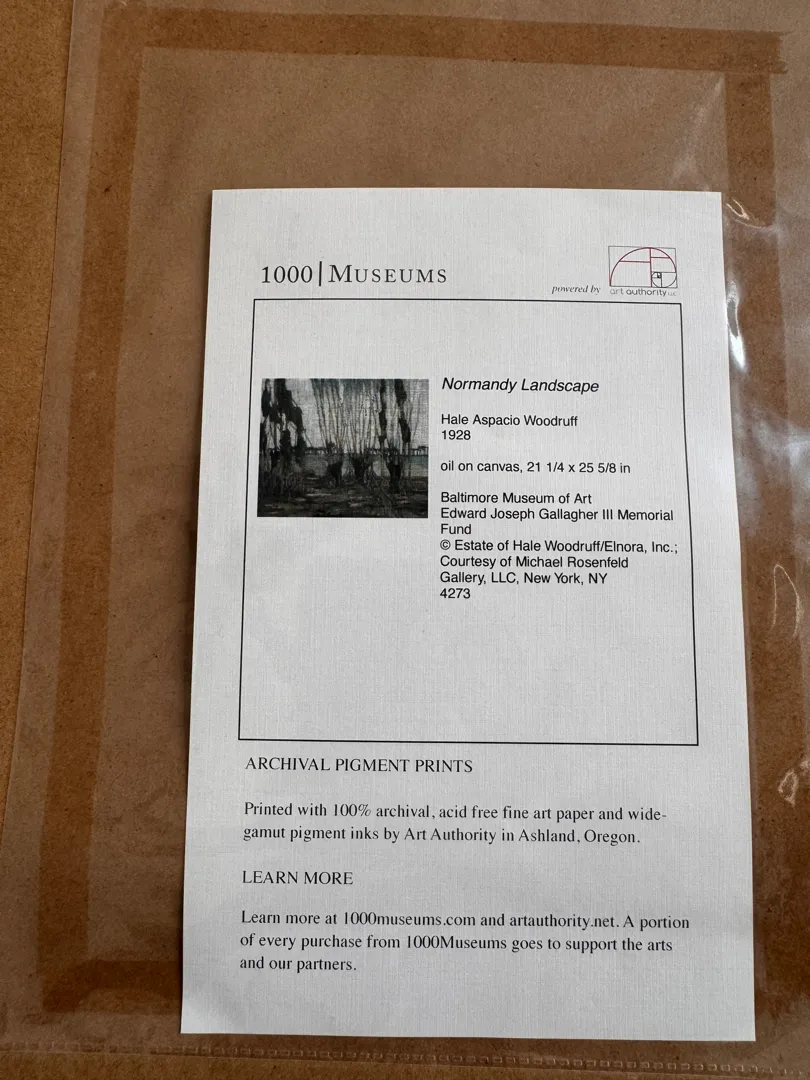 1000|MUSEUMS
powered by
art authority LLC
Normandy Landscape
Hale Aspacio Woodruff
1928
oil on canvas, 21 1/4 x 25 5/8 in
Baltimore Museum of Art
Edward Joseph Gallagher III Memorial
Fund
© Estate of Hale Woodruff/Elnora, Inc.;
Courtesy of Michael Rosenfeld
Gallery, LLC, New York, NY
4273
ARCHIVAL PIGMENT PRINTS
Printed with 100% archival, acid free fine art paper and wide-
gamut pigment inks by Art Authority in Ashland, Oregon.
LEARN MORE
Learn more at 1000museums.com and artauthority.net. A portion
of every purchase from 1000Museums goes to support the arts
and our partners.